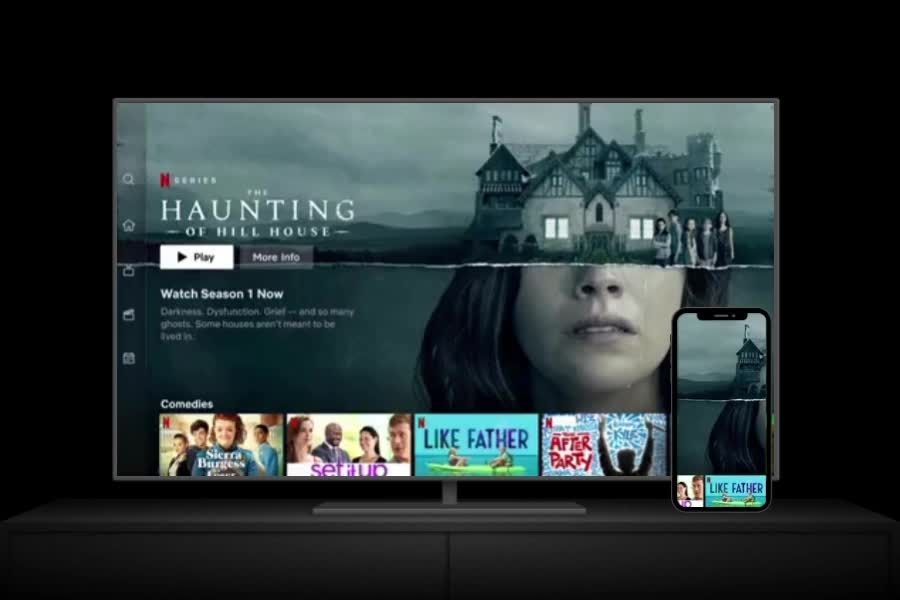 N SERIES
THE
HAUNTING
OF HILL HOUSE
Play
More Info
Watch Season 1 Now
Darkness. Dysfunction. Grief — and so many
ghosts. Some houses aren't meant to be
lived in.
Comedies
N
Sierra
Burgess
set it up
N
LIKE FATHER
N
THE
AFTER
PARTY
up
N
LIKE FATHER